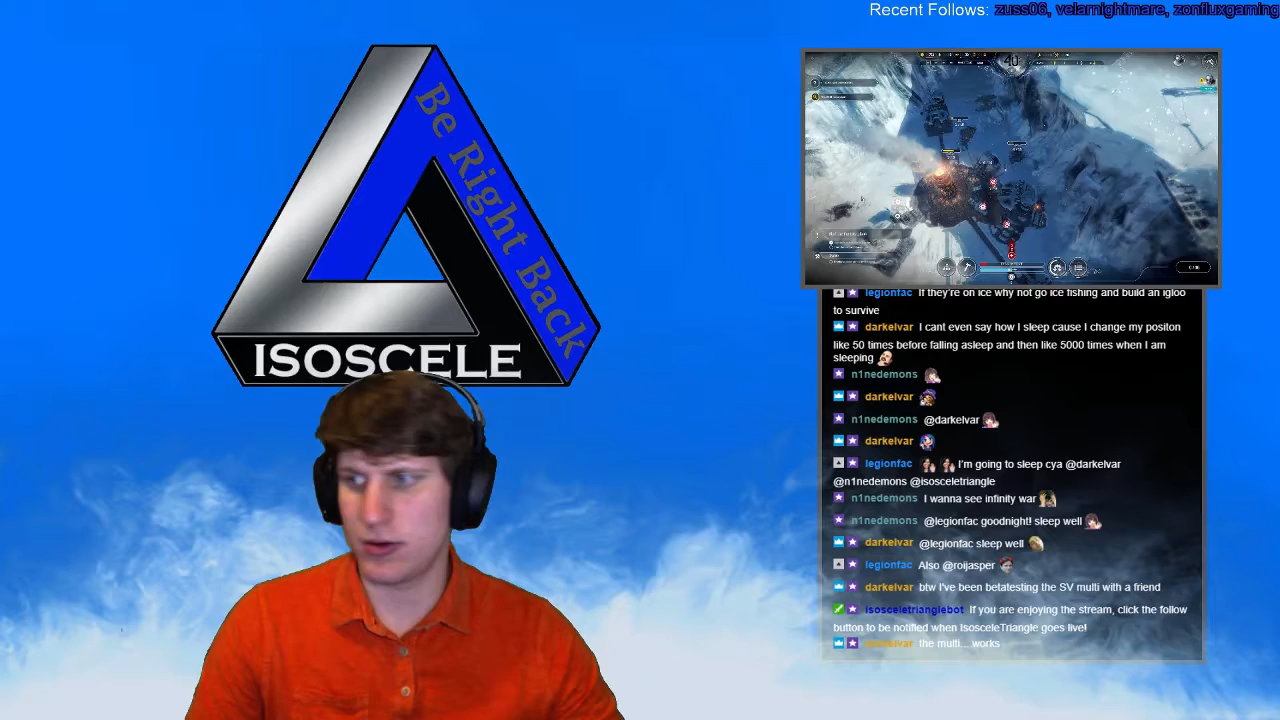 Recent Follows: zuss06, velarnightmare, zonfluxgaming
Be Right Back
ISOSCELE
40
legionfac If they're on ice why not go ice fishing and build an igloo
to survive
darkelvar I cant even say how I sleep cause I change my positon
like 50 times before falling asleep and then like 5000 times when I am
sleeping
n1nedemons
darkelvar
n1nedemons @darkelvar
darkelvar
legionfac I'm going to sleep cya @darkelvar
@n1nedemons @isosceletriangle
n1nedemons I wanna see infinity war
n1nedemons @legionfac goodnight! sleep well
darkelvar @legionfac sleep well
legionfac Also @roijasper
darkelvar btw I've been betatesting the SV multi with a friend
isosceletrianglebot If you are enjoying the stream, click the follow
button to be notified when IsosceleTriangle goes live!
darkelvar the multi... works